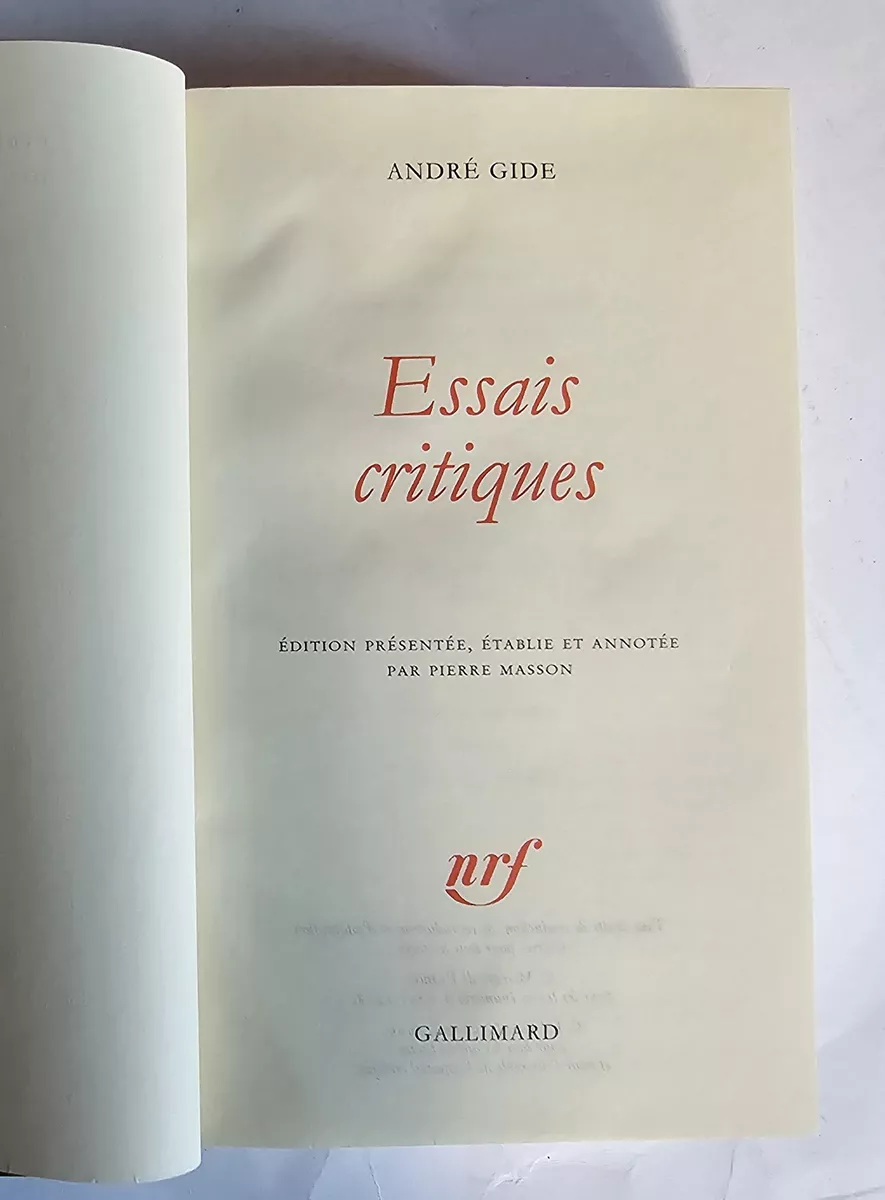 ANDRÉ GIDE
Essais
critiques
ÉDITION PRÉSENTÉE, ÉTABLIE ET ANNOTÉE
PAR PIERRE MASSON
nrf
GALLIMARD